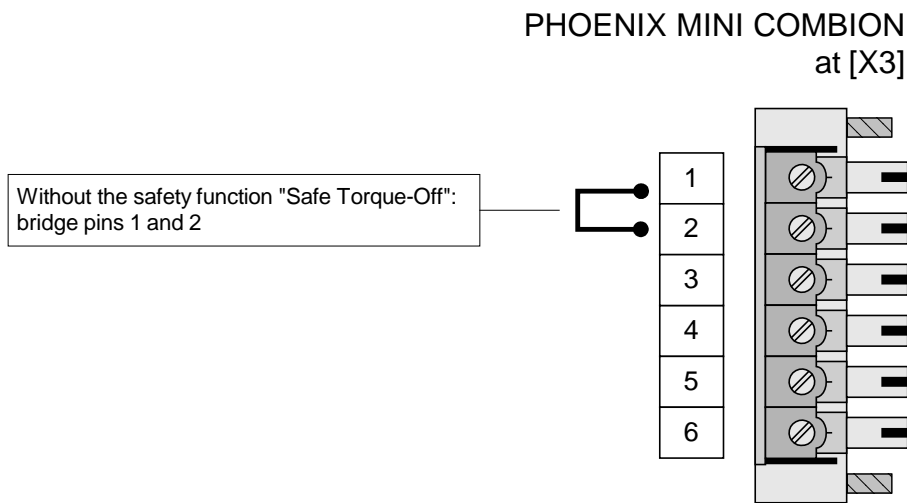 PHOENIX MINI COMBION
at [X3]
Without the safety function "Safe Torque-Off":
bridge pins 1 and 2
1
2
3
4
5
6